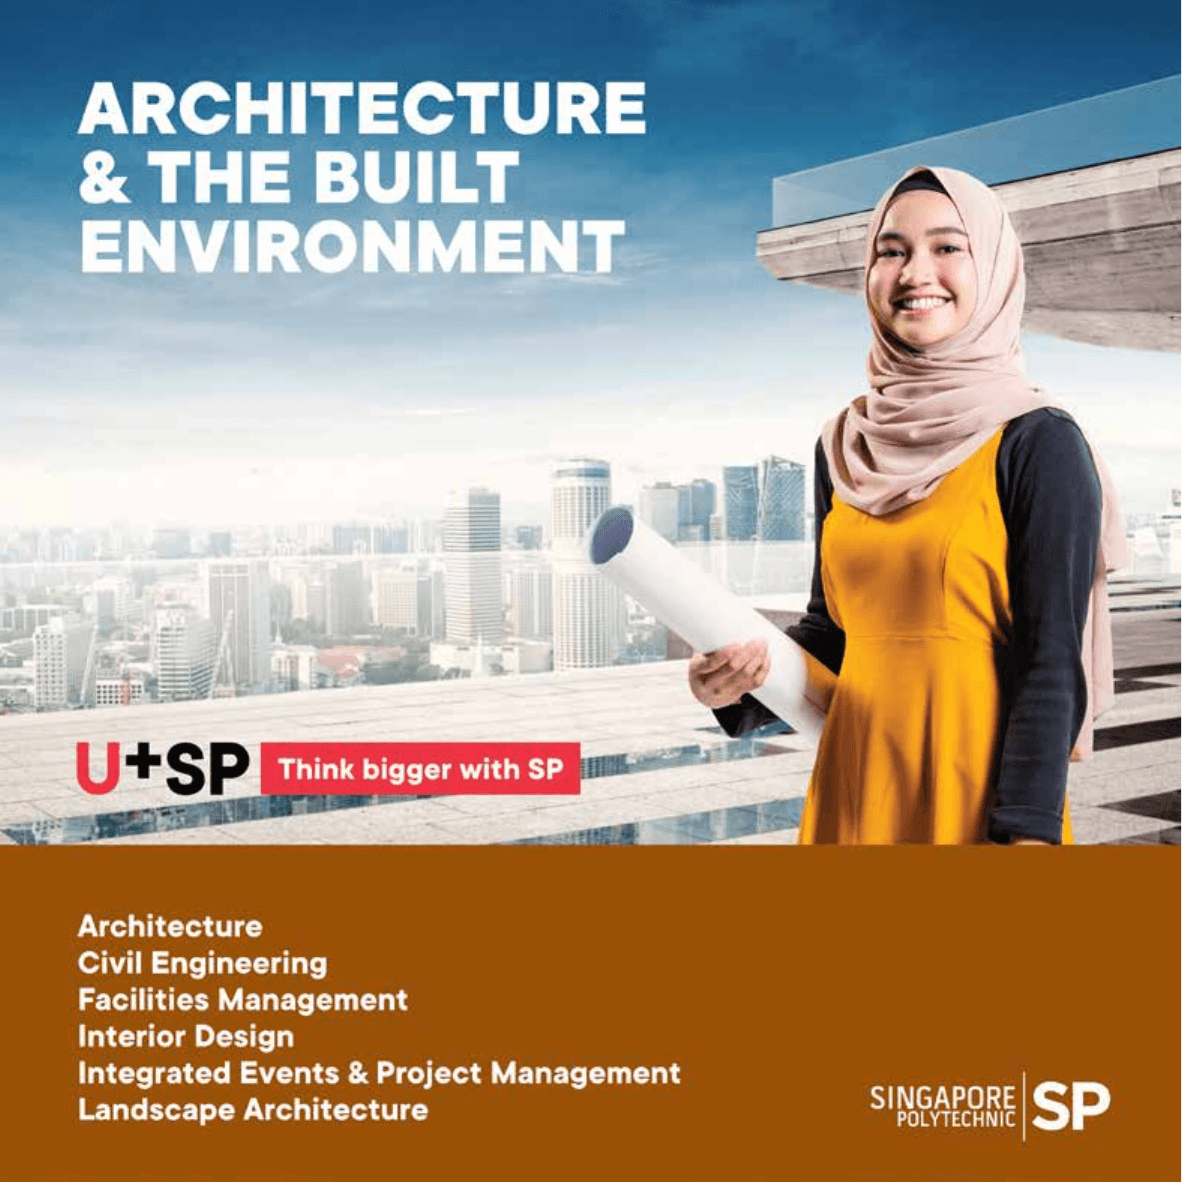 ARCHITECTURE
& THE BUILT
ENVIRONMENT
U+SP Think bigger with SP
Architecture
Civil Engineering
Facilities Management
Interior Design
Integrated Events & Project Management
Landscape Architecture
SINGAPORE
POLYTECHNIC
SP